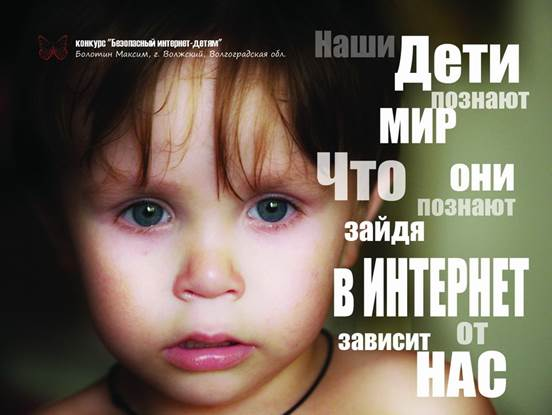 конкурс "Безопасный интернет-детям"
Болотин Максим, г. Волжский, Волгоградская обл.
Наши
Дети
познают
МИР
Что они
познают
зайдя
в ИНТЕРНЕТ
зависит от
НАС